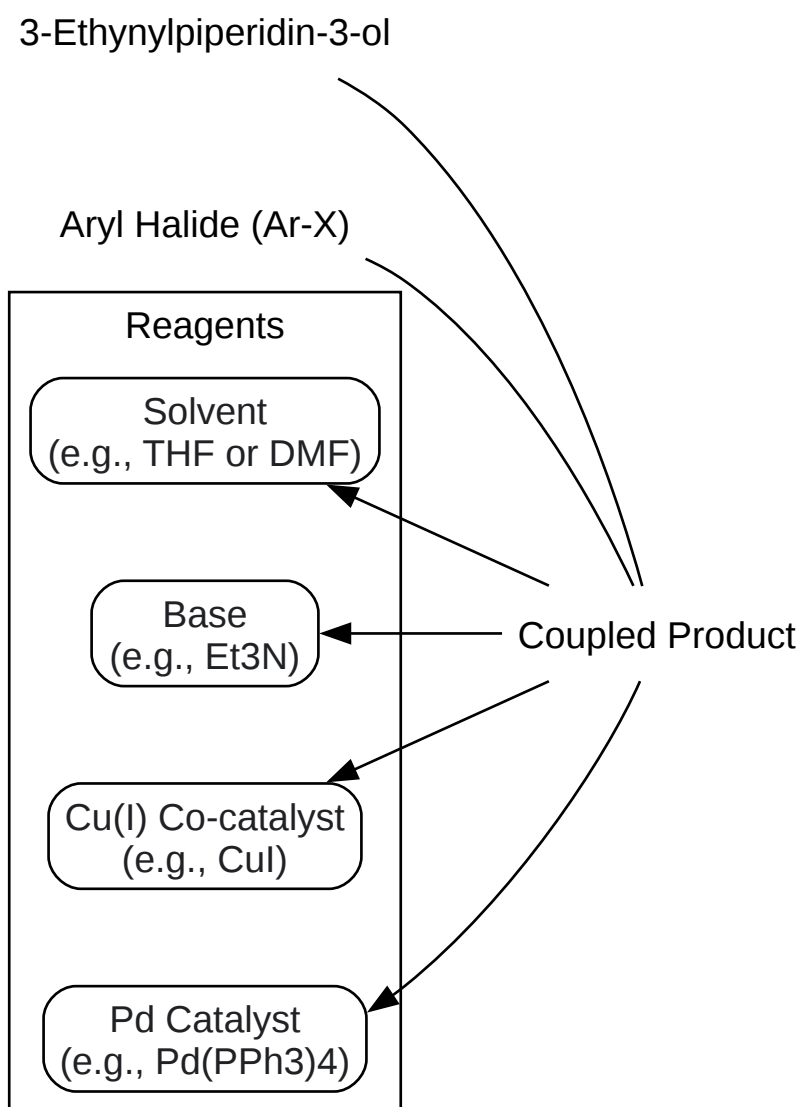 3-Ethynylpiperidin-3-ol
Aryl Halide (Ar-X)
Reagents
Solvent
(e.g., THF or DMF)
Base
(e.g., Et3N)
Coupled Product
Cu(I) Co-catalyst
(e.g., CuI)
Pd Catalyst
(e.g., Pd(PPh3)4)